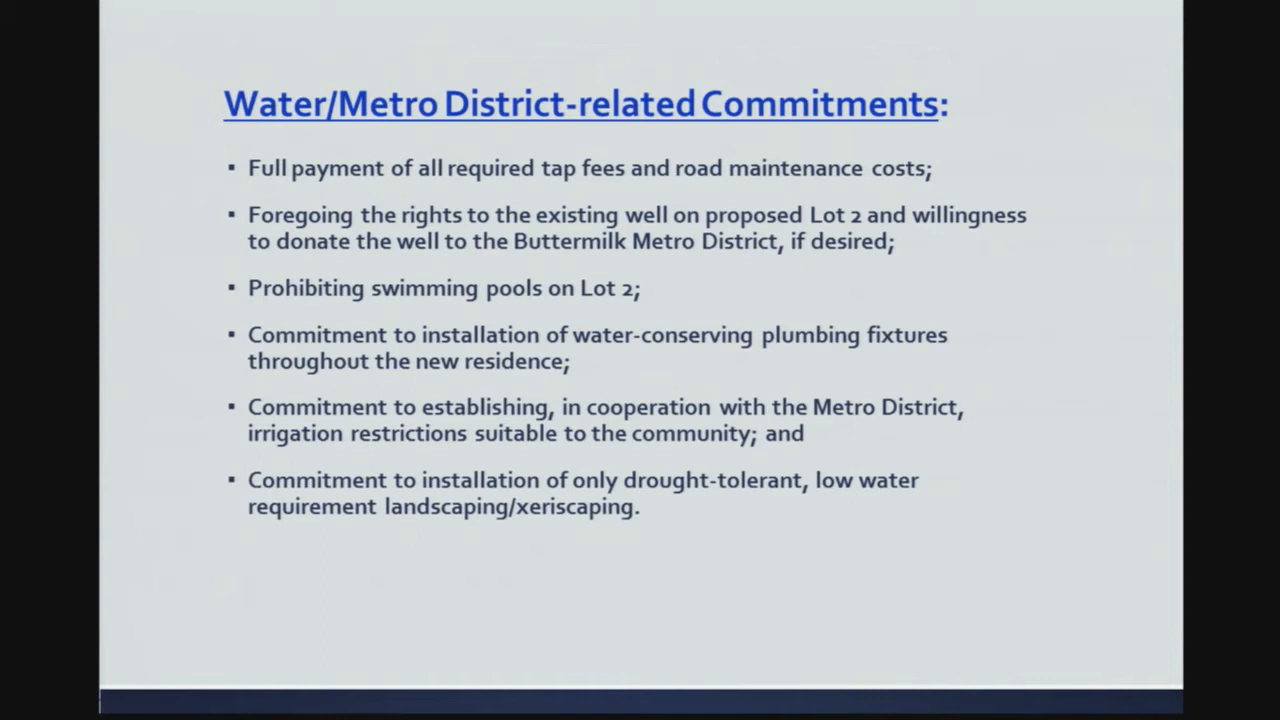 Water/Metro District-related Commitments:
▪ Full payment of all required tap fees and road maintenance costs;
▪ Foregoing the rights to the existing well on proposed Lot 2 and willingness
to donate the well to the Buttermilk Metro District, if desired;
▪ Prohibiting swimming pools on Lot 2;
▪ Commitment to installation of water-conserving plumbing fixtures
throughout the new residence;
▪ Commitment to establishing, in cooperation with the Metro District,
irrigation restrictions suitable to the community; and
▪ Commitment to installation of only drought-tolerant, low water
requirement landscaping/xeriscaping.